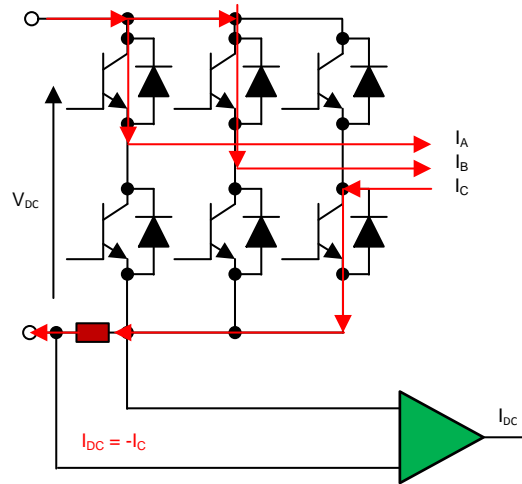 I_A
I_B
I_C
V_DC
I_DC
I_DC = -I_C